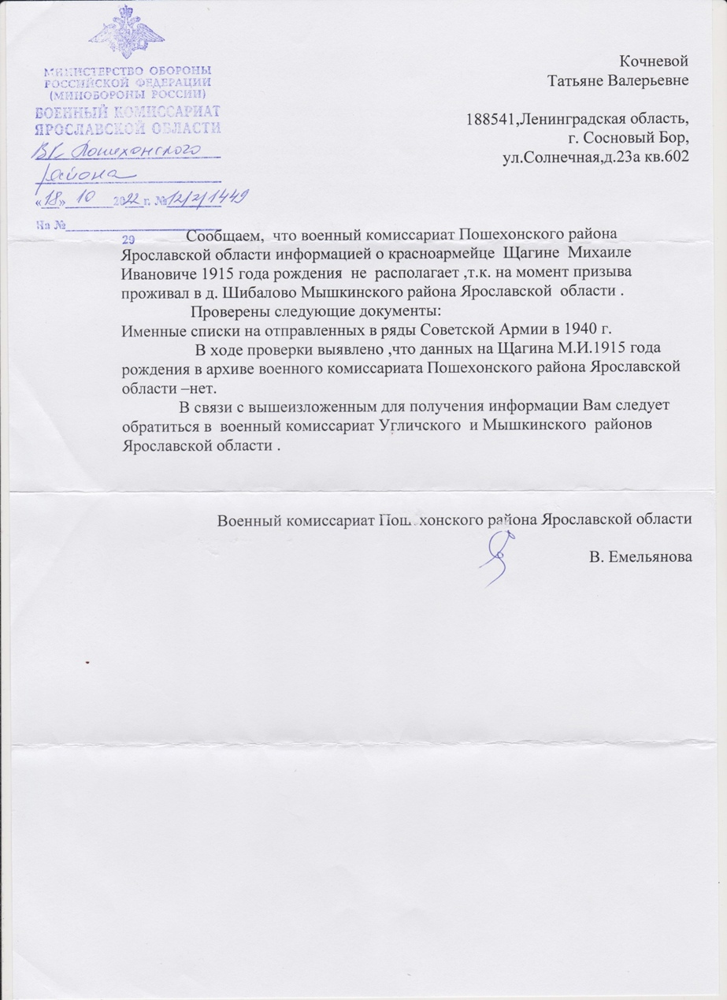 МИНИСТЕРСТВО ОБОРОНЫ
РОССИЙСКОЙ ФЕДЕРАЦИИ
(МИНОБОРОНЫ РОССИИ)
ВОЕННЫЙ КОМИССАРИАТ
ЯРОСЛАВСКОЙ ОБЛАСТИ
ВК Пошехонского
района
«18» 10 2022 г. №12/2/1449
На №
29
Кочневой
Татьяне Валерьевне
188541,Ленинградская область,
г. Сосновый Бор,
ул.Солнечная,д.23а кв.602
Сообщаем, что военный комиссариат Пошехонского района
Ярославской области информацией о красноармейце Щагине Михаиле
Ивановиче 1915 года рождения не располагает ,т.к. на момент призыва
проживал в д. Шибалово Мышкинского района Ярославской области .
Проверены следующие документы:
Именные списки на отправленных в ряды Советской Армии в 1940 г.
В ходе проверки выявлено ,что данных на Щагина М.И.1915 года
рождения в архиве военного комиссариата Пошехонского района Ярославской
области –нет.
В связи с вышеизложенным для получения информации Вам следует
обратиться в военный комиссариат Угличского и Мышкинского районов
Ярославской области .
Военный комиссариат Пошехонского района Ярославской области
В. Емельянова